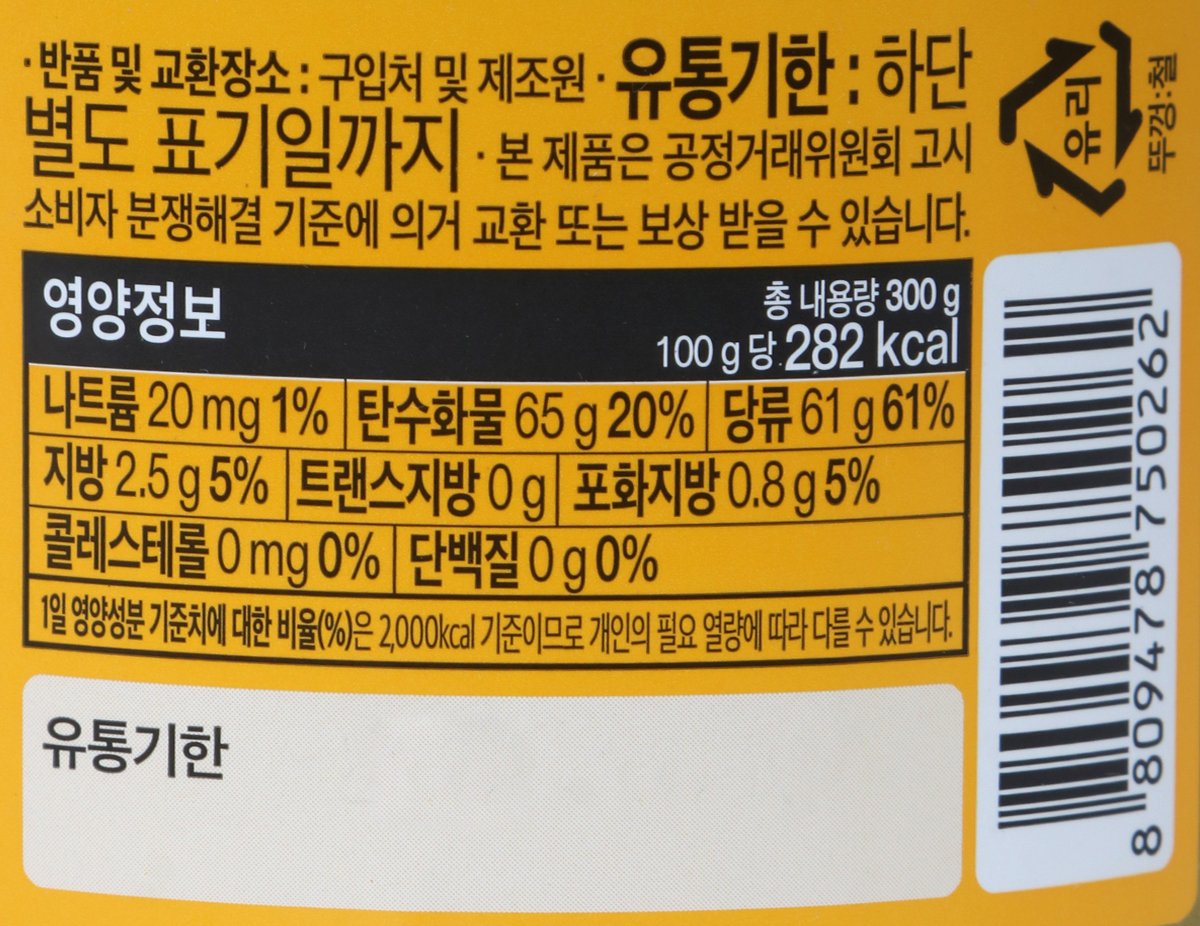 · 반품 및 교환장소 : 구입처 및 제조원 · 유통기한 : 하단
별도 표기일까지 · 본 제품은 공정거래위원회 고시
소비자 분쟁해결 기준에 의거 교환 또는 보상 받을 수 있습니다.
유리
뚜껑:철
영양정보
총 내용량 300 g
100 g 당 282 kcal
나트륨 20 mg 1% 탄수화물 65 g 20% 당류 61 g 61%
지방 2.5 g 5% 트랜스지방 0 g 포화지방 0.8 g 5%
콜레스테롤 0 mg 0% 단백질 0 g 0%
1일 영양성분 기준치에 대한 비율(%)은 2,000kcal 기준이므로 개인의 필요 열량에 따라 다를 수 있습니다.
유통기한
8 809478 750262